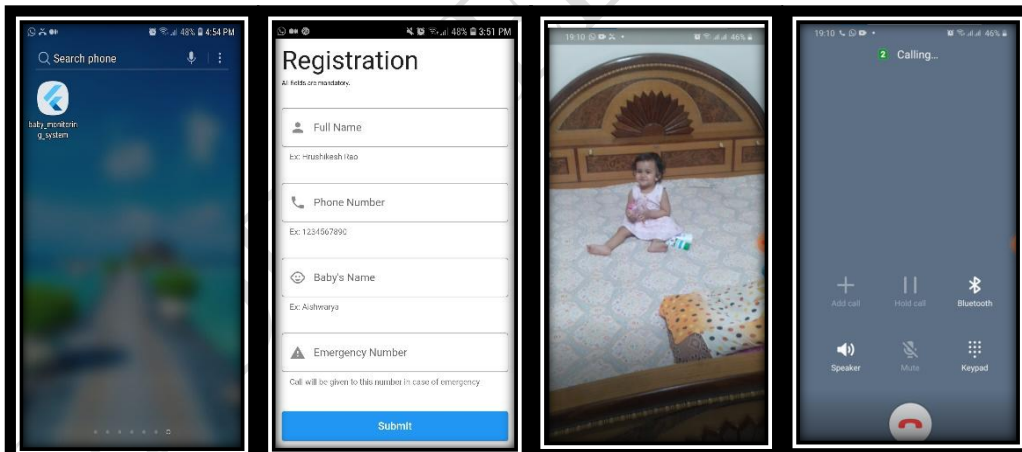 48% 4:54 PM
Search phone
baby_monitorin
g_system
48% 3:51 PM
Registration
All fields are mandatory.
Full Name
Ex: Hrushikesh Rao
Phone Number
Ex: 1234567890
Baby's Name
Ex: Aishwarya
Emergency Number
Call will be given to this number in case of emergency
Submit
19:10 46%
19:10 46%
2 Calling...
Add call Hold call Bluetooth
Speaker Mute Keypad